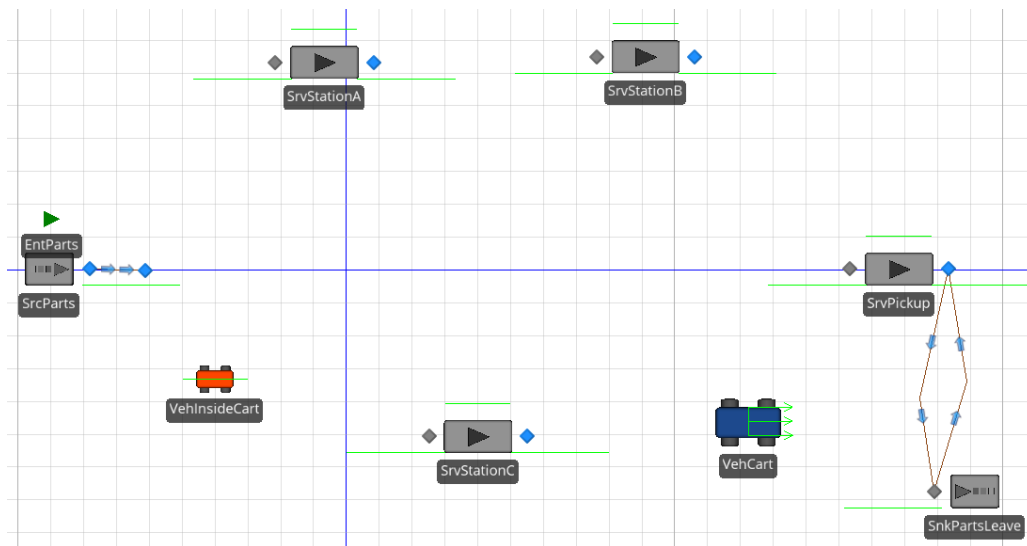 SrvStationA
SrvStationB
EntParts
SrcParts
SrvPickup
VehInsideCart
SrvStationC
VehCart
SnkPartsLeave